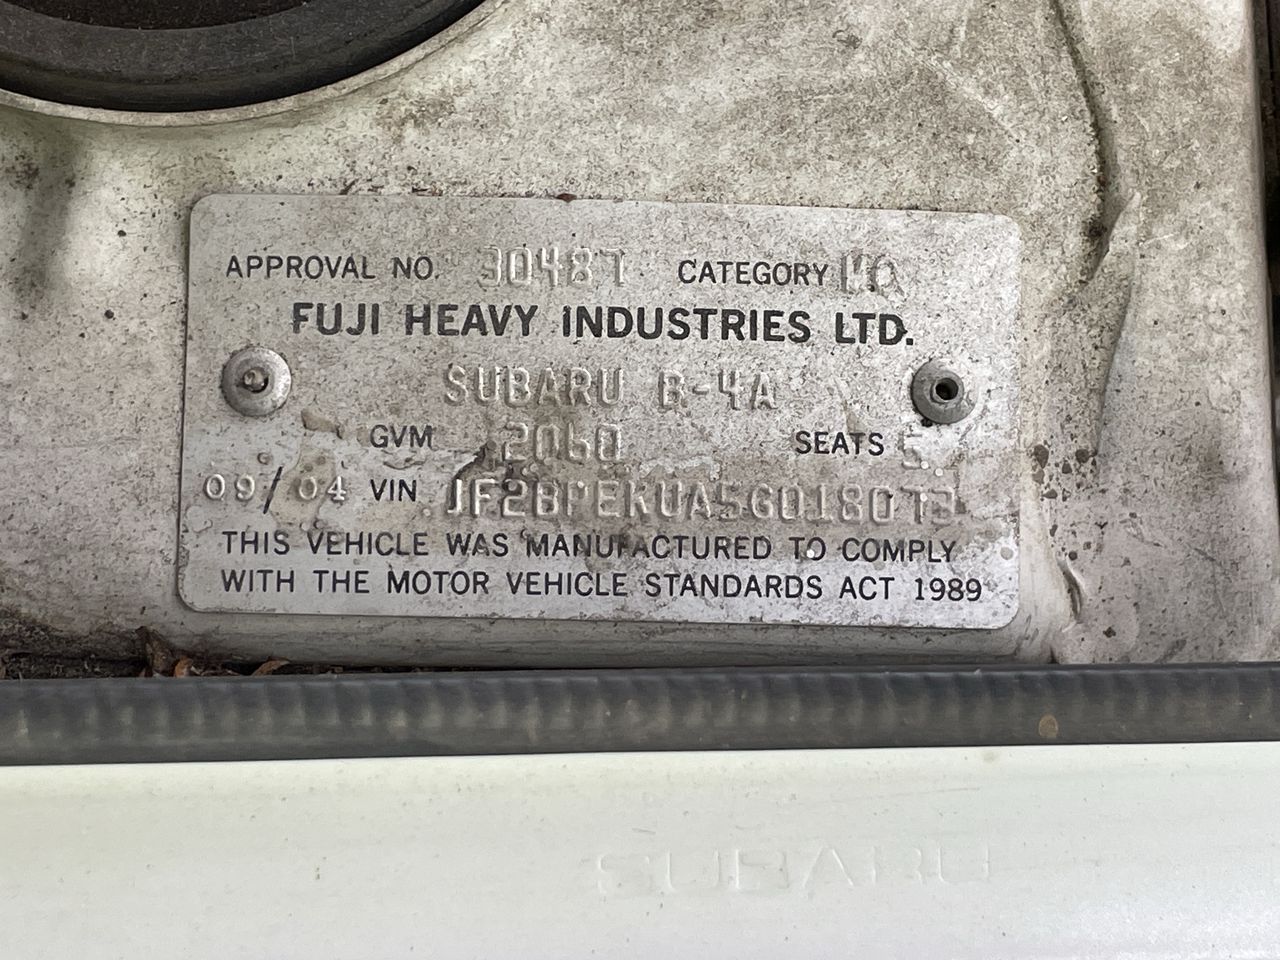 APPROVAL NO. 30487 CATEGORY
FUJI HEAVY INDUSTRIES LTD.
SUBARU B-4A
GVM 2060 SEATS 5
09/04 VIN
THIS VEHICLE WAS MANUFACTURED TO COMPLY
WITH THE MOTOR VEHICLE STANDARDS ACT 1989
SUBARU